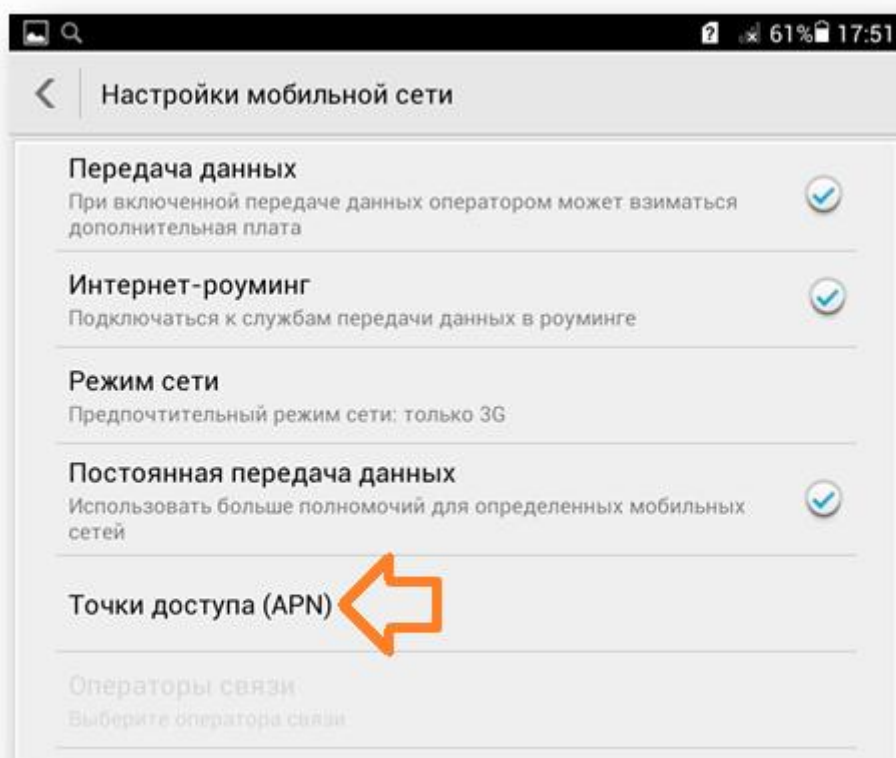 61% 17:51
Настройки мобильной сети
Передача данных
При включенной передаче данных оператором может взиматься
дополнительная плата
Интернет-роуминг
Подключаться к службам передачи данных в роуминге
Режим сети
Предпочтительный режим сети: только 3G
Постоянная передача данных
Использовать больше полномочий для определенных мобильных
сетей
Точки доступа (APN)
Операторы связи
Выберите оператора связи